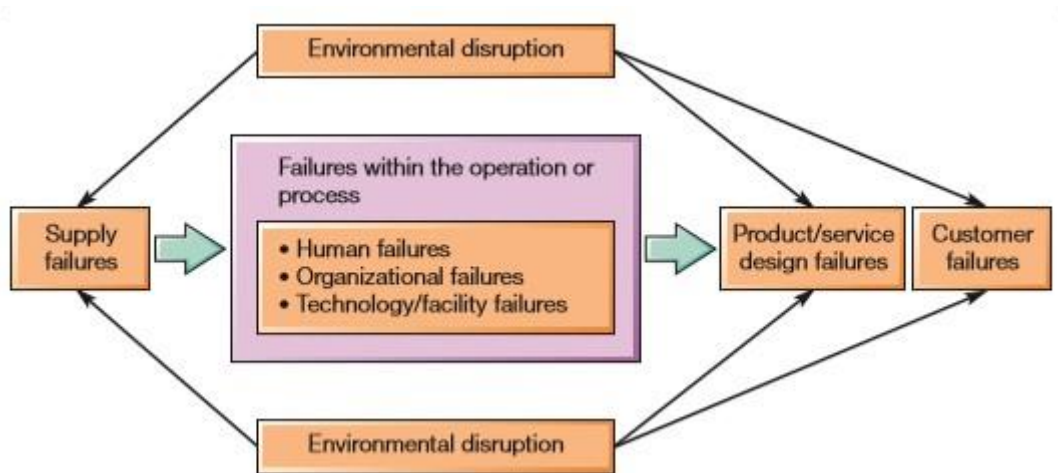 Environmental disruption
Failures within the operation or
process
Supply
failures
• Human failures
• Organizational failures
• Technology/facility failures
Product/service
design failures
Customer
failures
Environmental disruption